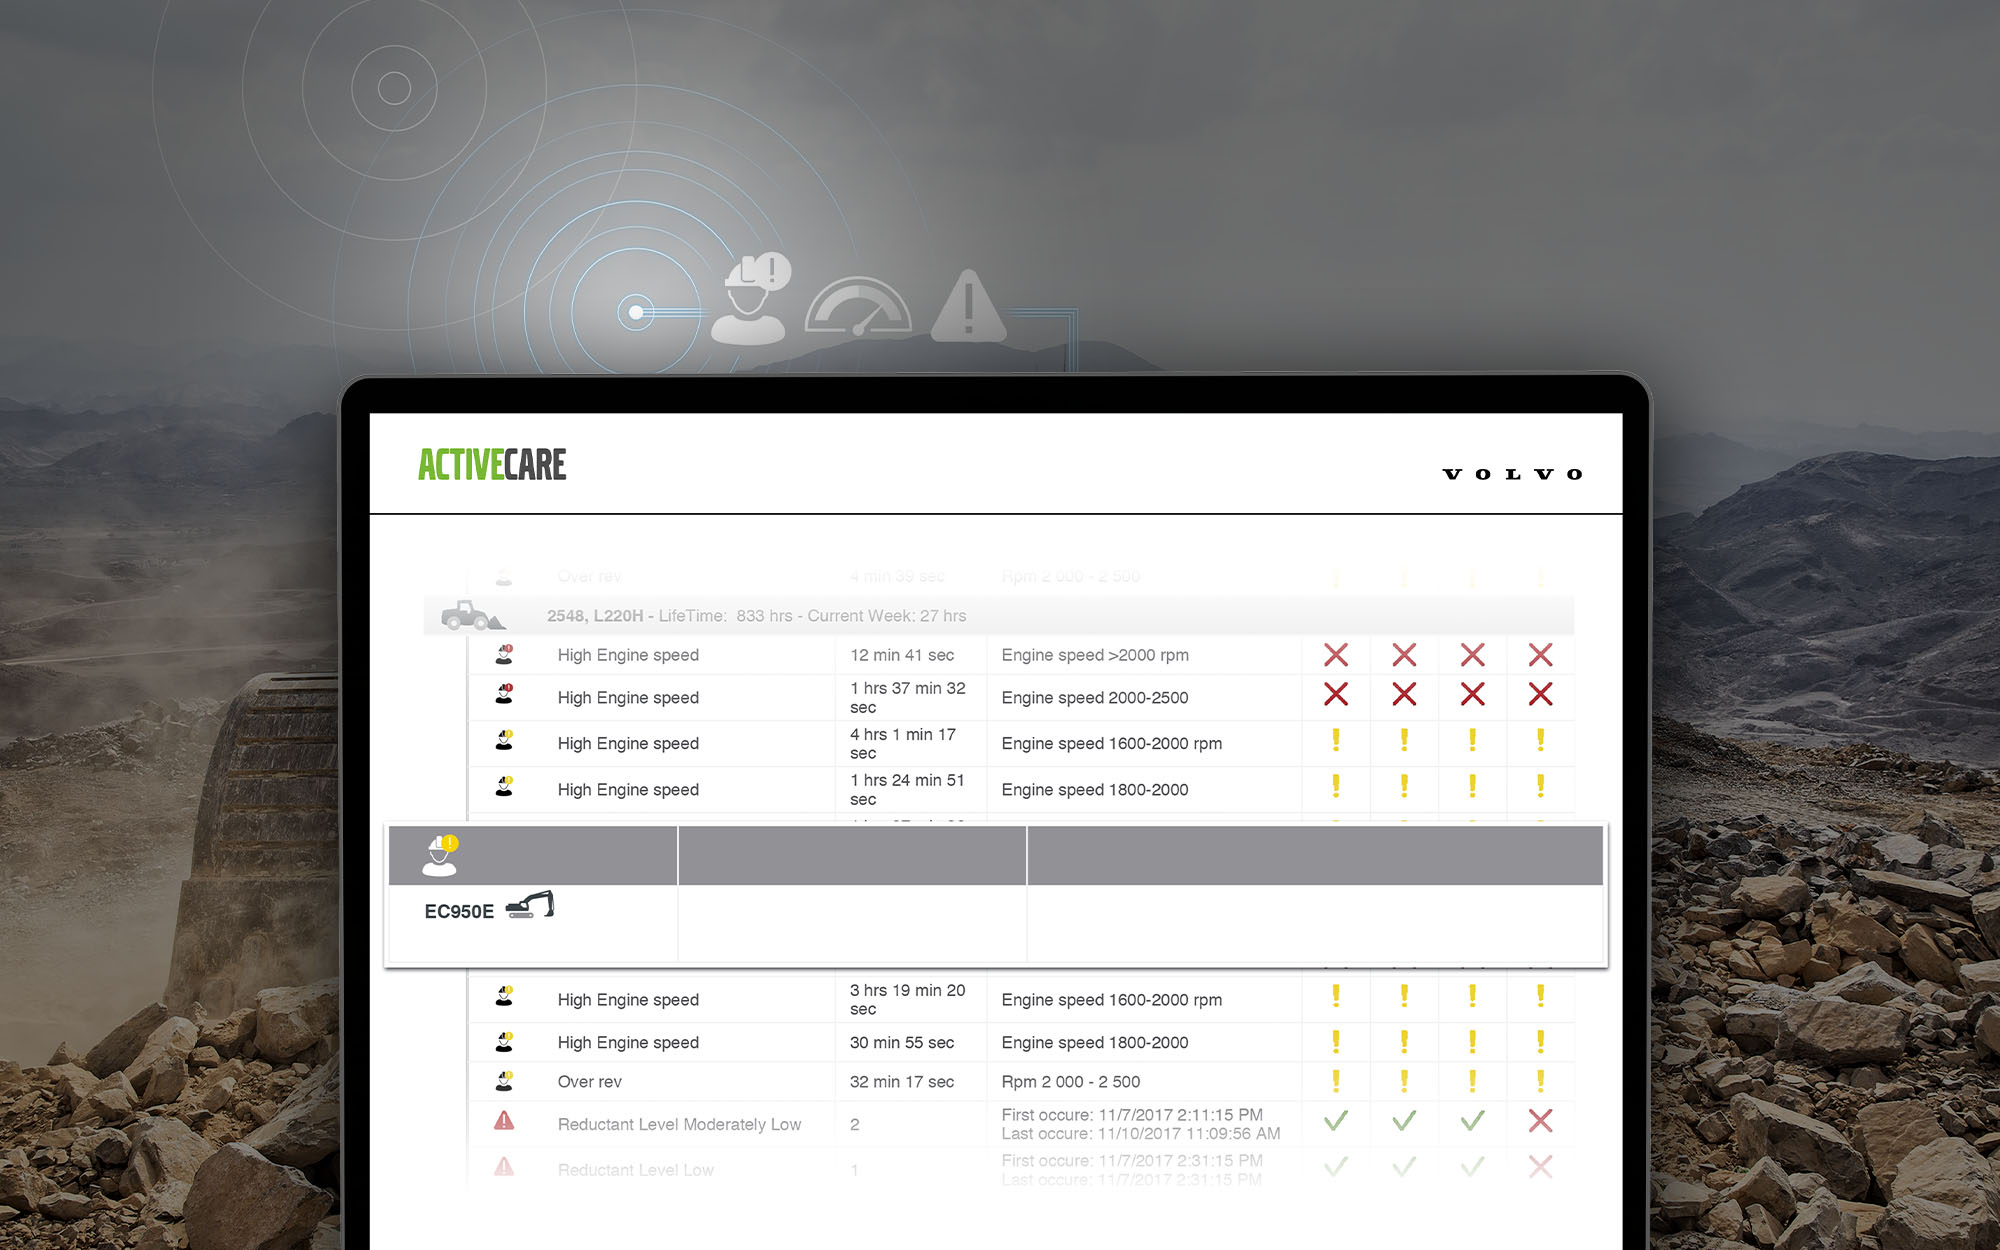 ACTIVECARE
VOLVO
Over rev 4 min 39 sec Rpm 2 000 - 2 500
2548, L220H - LifeTime: 833 hrs - Current Week: 27 hrs
High Engine speed 12 min 41 sec Engine speed >2000 rpm
High Engine speed 1 hrs 37 min 32 sec Engine speed 2000-2500
High Engine speed 4 hrs 1 min 17 sec Engine speed 1600-2000 rpm
High Engine speed 1 hrs 24 min 51 sec Engine speed 1800-2000
EC950E
High Engine speed 3 hrs 19 min 20 sec Engine speed 1600-2000 rpm
High Engine speed 30 min 55 sec Engine speed 1800-2000
Over rev 32 min 17 sec Rpm 2 000 - 2 500
Reductant Level Moderately Low 2 First occure: 11/7/2017 2:11:15 PM
Last occure: 11/10/2017 11:09:56 AM
Reductant Level Low 1 First occure: 11/7/2017 2:31:15 PM
Last occure: 11/7/2017 2:31:15 PM